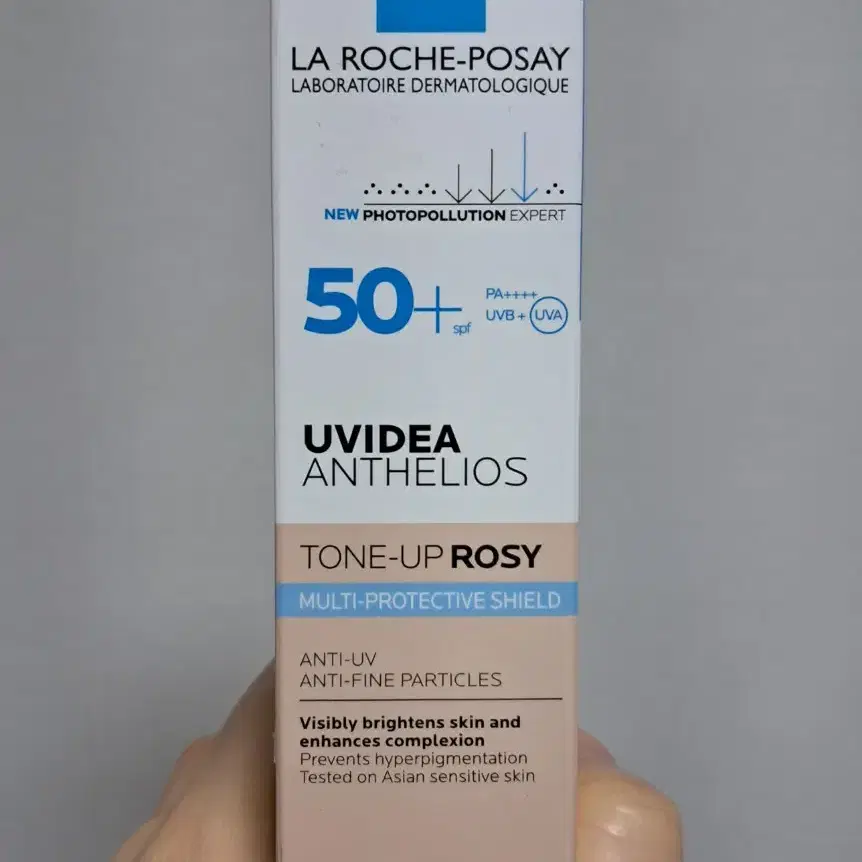 LA ROCHE-POSAY
LABORATOIRE DERMATOLOGIQUE
NEW PHOTOPOLLUTION EXPERT
50+ spf
PA++++
UVB + UVA
UVIDEA
ANTHELIOS
TONE-UP ROSY
MULTI-PROTECTIVE SHIELD
ANTI-UV
ANTI-FINE PARTICLES
Visibly brightens skin and
enhances complexion
Prevents hyperpigmentation
Tested on Asian sensitive skin